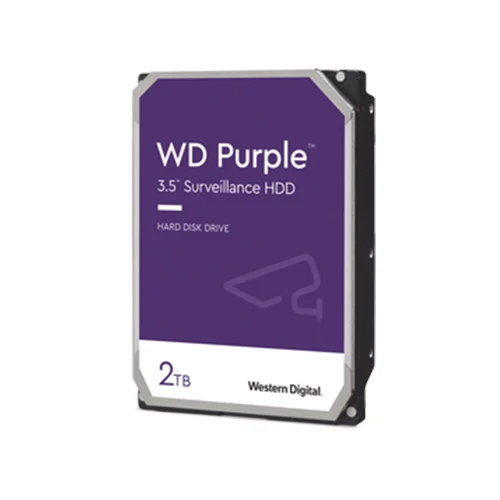 WD Purple™
3.5" Surveillance HDD
HARD DISK DRIVE
2TB
Western Digital.